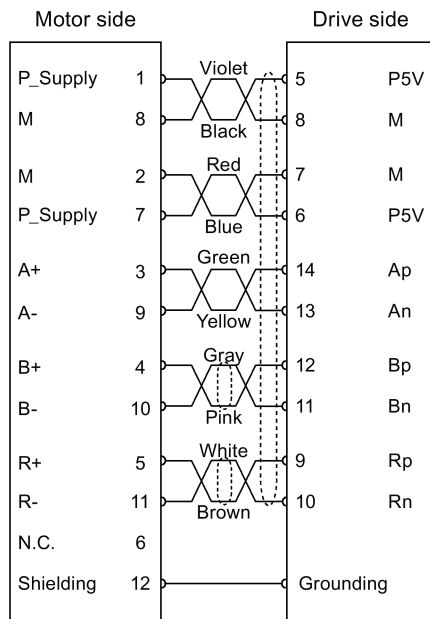 Motor side Drive side
Violet
P_Supply 1 5 P5V
M 8 8 M
Black
Red
M 2 7 M
P_Supply 7 6 P5V
Blue
Green
A+ 3 14 Ap
A- 9 13 An
Yellow
Gray
B+ 4 12 Bp
B- 10 11 Bn
Pink
White
R+ 5 9 Rp
R- 11 10 Rn
Brown
N.C. 6
Shielding 12 Grounding